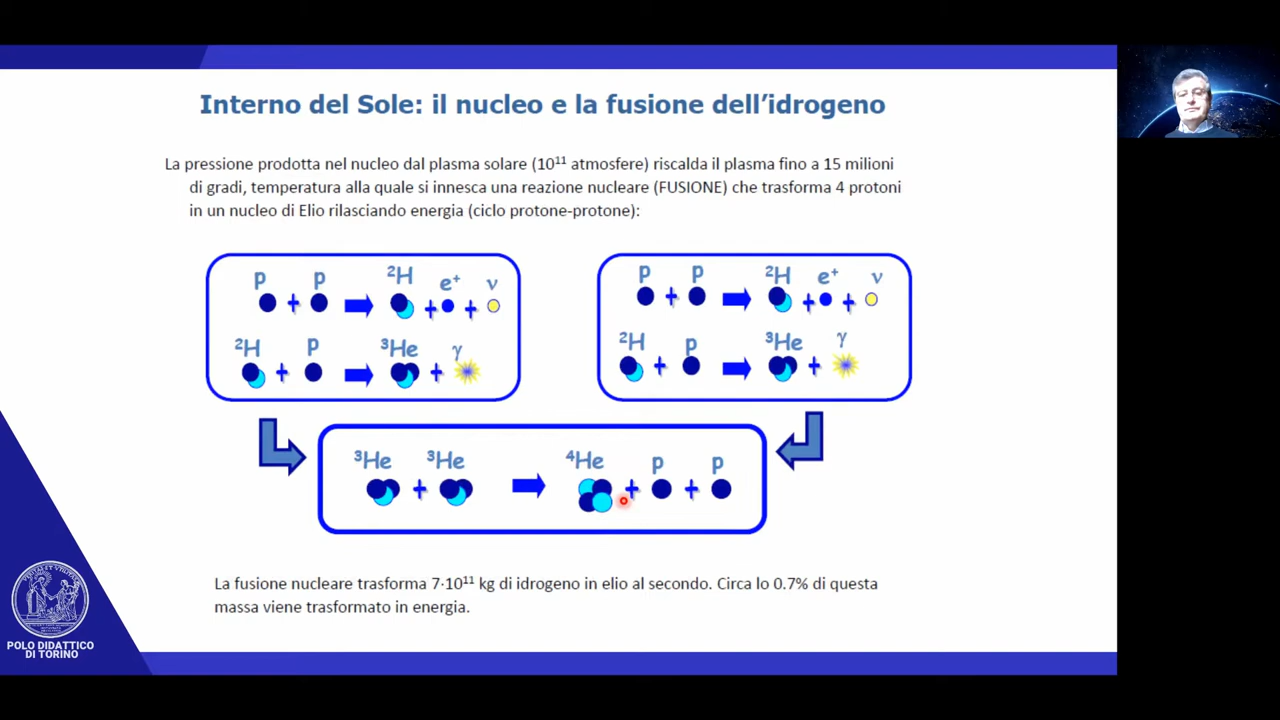 Interno del Sole: il nucleo e la fusione dell’idrogeno
La pressione prodotta nel nucleo dal plasma solare (10¹¹ atmosfere) riscalda il plasma fino a 15 milioni
di gradi, temperatura alla quale si innesca una reazione nucleare (FUSIONE) che trasforma 4 protoni
in un nucleo di Elio rilasciando energia (ciclo protone-protone):
p p ²H e⁺ ν
+ + +
²H p ³He γ
+ +
p p ²H e⁺ ν
+ + +
²H p ³He γ
+ +
³He ³He ⁴He p p
+ + +
La fusione nucleare trasforma 7·10¹¹ kg di idrogeno in elio al secondo. Circa lo 0.7% di questa
massa viene trasformato in energia.
POLO DIDATTICO
DI TORINO